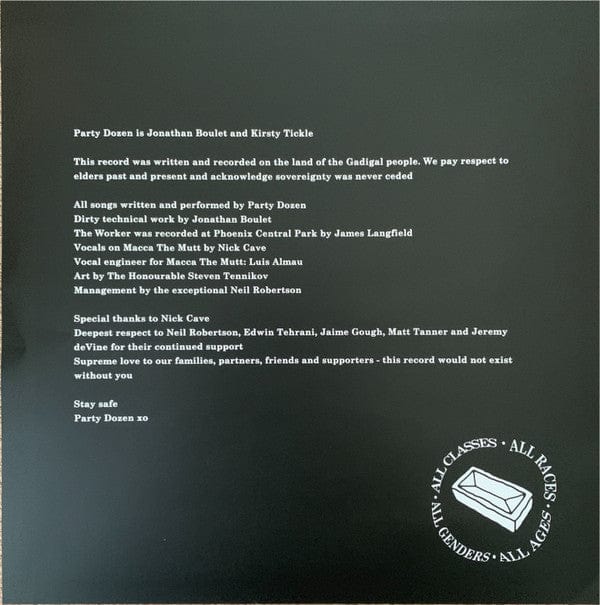 Party Dozen is Jonathan Boulet and Kirsty Tickle
This record was written and recorded on the land of the Gadigal people. We pay respect to
elders past and present and acknowledge sovereignty was never ceded
All songs written and performed by Party Dozen
Dirty technical work by Jonathan Boulet
The Worker was recorded at Phoenix Central Park by James Langfield
Vocals on Macca The Mutt by Nick Cave
Vocal engineer for Macca The Mutt: Luis Almau
Art by The Honourable Steven Tennikov
Management by the exceptional Neil Robertson
Special thanks to Nick Cave
Deepest respect to Neil Robertson, Edwin Tehrani, Jaime Gough, Matt Tanner and Jeremy
deVine for their continued support
Supreme love to our families, partners, friends and supporters - this record would not exist
without you
Stay safe
Party Dozen xo
ALL CLASSES • ALL RACES • ALL AGES • ALL GENDERS •